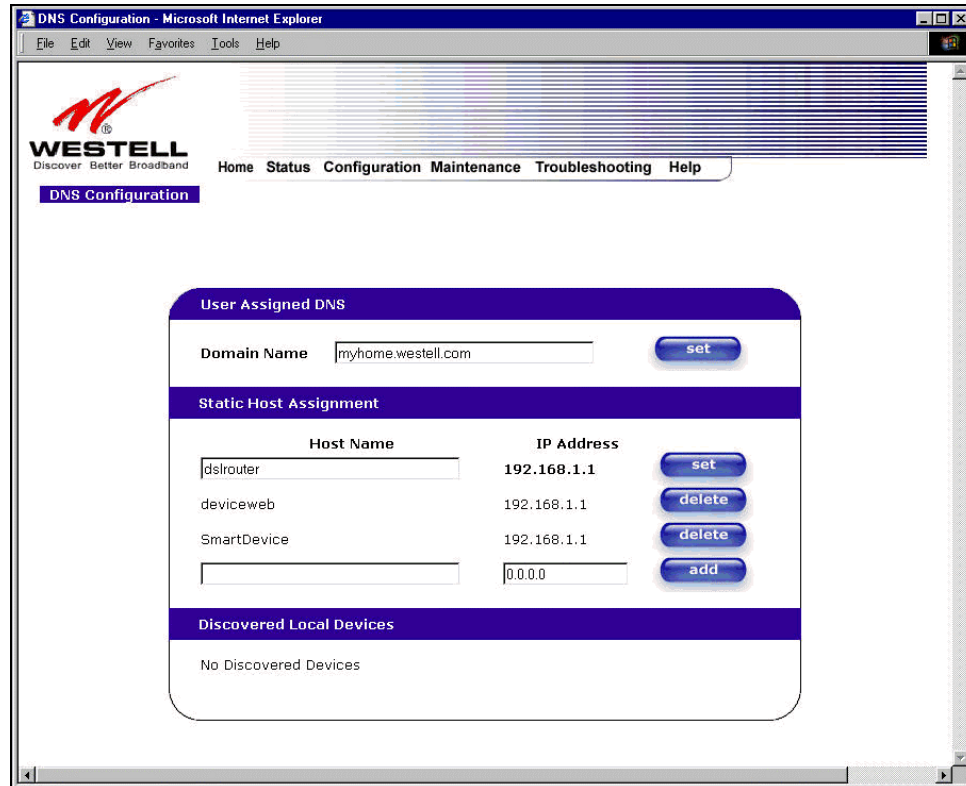 DNS Configuration - Microsoft Internet Explorer
File Edit View Favorites Tools Help
®
WESTELL
Discover Better Broadband
Home Status Configuration Maintenance Troubleshooting Help
DNS Configuration
User Assigned DNS
Domain Name myhome.westell.com set
Static Host Assignment
Host Name IP Address
dslrouter 192.168.1.1 set
deviceweb 192.168.1.1 delete
SmartDevice 192.168.1.1 delete
0.0.0.0 add
Discovered Local Devices
No Discovered Devices